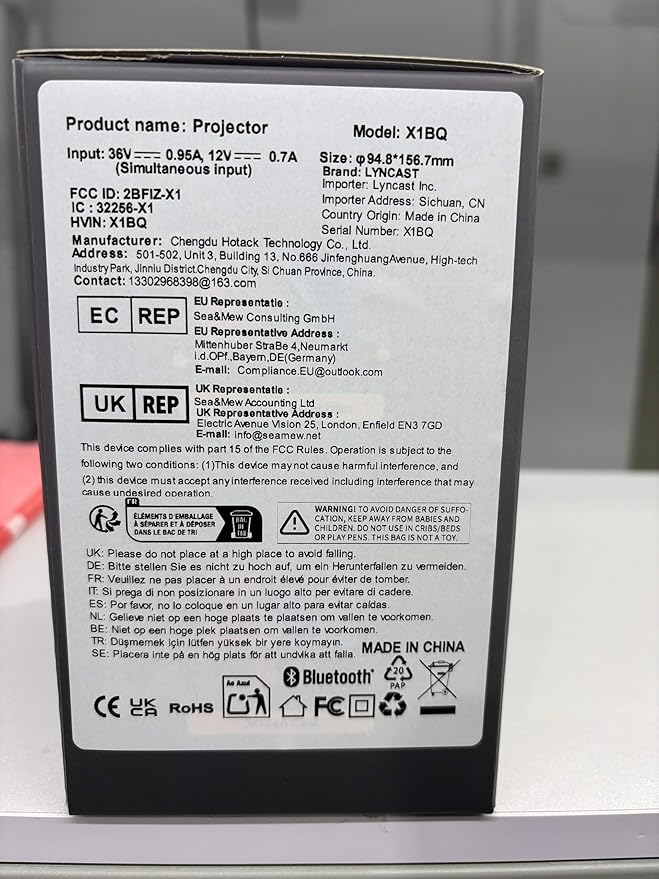 Product name: Projector
Model: X1BQ
Input: 36V⎓ 0.95A, 12V⎓ 0.7A
(Simultaneous input)
Size: φ94.8*156.7mm
Brand: LYNCAST
FCC ID: 2BFIZ-X1
Importer: Lyncast Inc.
IC : 32256-X1
Importer Address: Sichuan, CN
HVIN: X1BQ
Country Origin: Made in China
Serial Number: X1BQ
Manufacturer: Chengdu Hotack Technology Co., Ltd.
Address: 501-502, Unit 3, Building 13, No.666 JinfenghuangAvenue, High-tech
Industry Park, Jinniu District.Chengdu City, Si Chuan Province, China.
Contact: 13302968398@163.com
EC REP
EU Representatie :
Sea&Mew Consulting GmbH
EU Representative Address :
Mittenhuber StraBe 4,Neumarkt
i.d.OPf.,Bayern,DE(Germany)
E-mail: Compliance.EU@outlook.com
UK REP
UK Representatie :
Sea&Mew Accounting Ltd
UK Representative Address :
Electric Avenue Vision 25, London, Enfield EN3 7GD
E-mail: info@seamew.net
This device complies with part 15 of the FCC Rules. Operation is subject to the
following two conditions: (1)This device may not cause harmful interference, and
(2) this device must accept any interference received including interference that may
cause undesired operation.
FR
ÉLÉMENTS D'EMBALLAGE
À SÉPARER ET À DÉPOSER
DANS LE BAC DE TRI
BAC
DE
TRI
WARNING! TO AVOID DANGER OF SUFFO-
CATION, KEEP AWAY FROM BABIES AND
CHILDREN. DO NOT USE IN CRIBS/BEDS
OR PLAY PENS. THIS BAG IS NOT A TOY.
UK: Please do not place at a high place to avoid falling.
DE: Bitte stellen Sie es nicht zu hoch auf, um ein Herunterfallen zu vermeiden.
FR: Veuillez ne pas placer à un endroit élevé pour éviter de tomber.
IT: Si prega di non posizionare in un luogo alto per evitare di cadere.
ES: Por favor, no lo coloque en un lugar alto para evitar caídas.
NL: Gelieve niet op een hoge plaats te plaatsen om vallen te voorkomen.
BE: Niet op een hoge plek plaatsen om vallen te voorkomen.
TR: Düşmemek için lütfen yüksek bir yere koymayın.
SE: Placera inte på en hög plats för att undvika att falla.
MADE IN CHINA
CE UKCA RoHS
Ao Azul
Bluetooth
FC
20
PAP